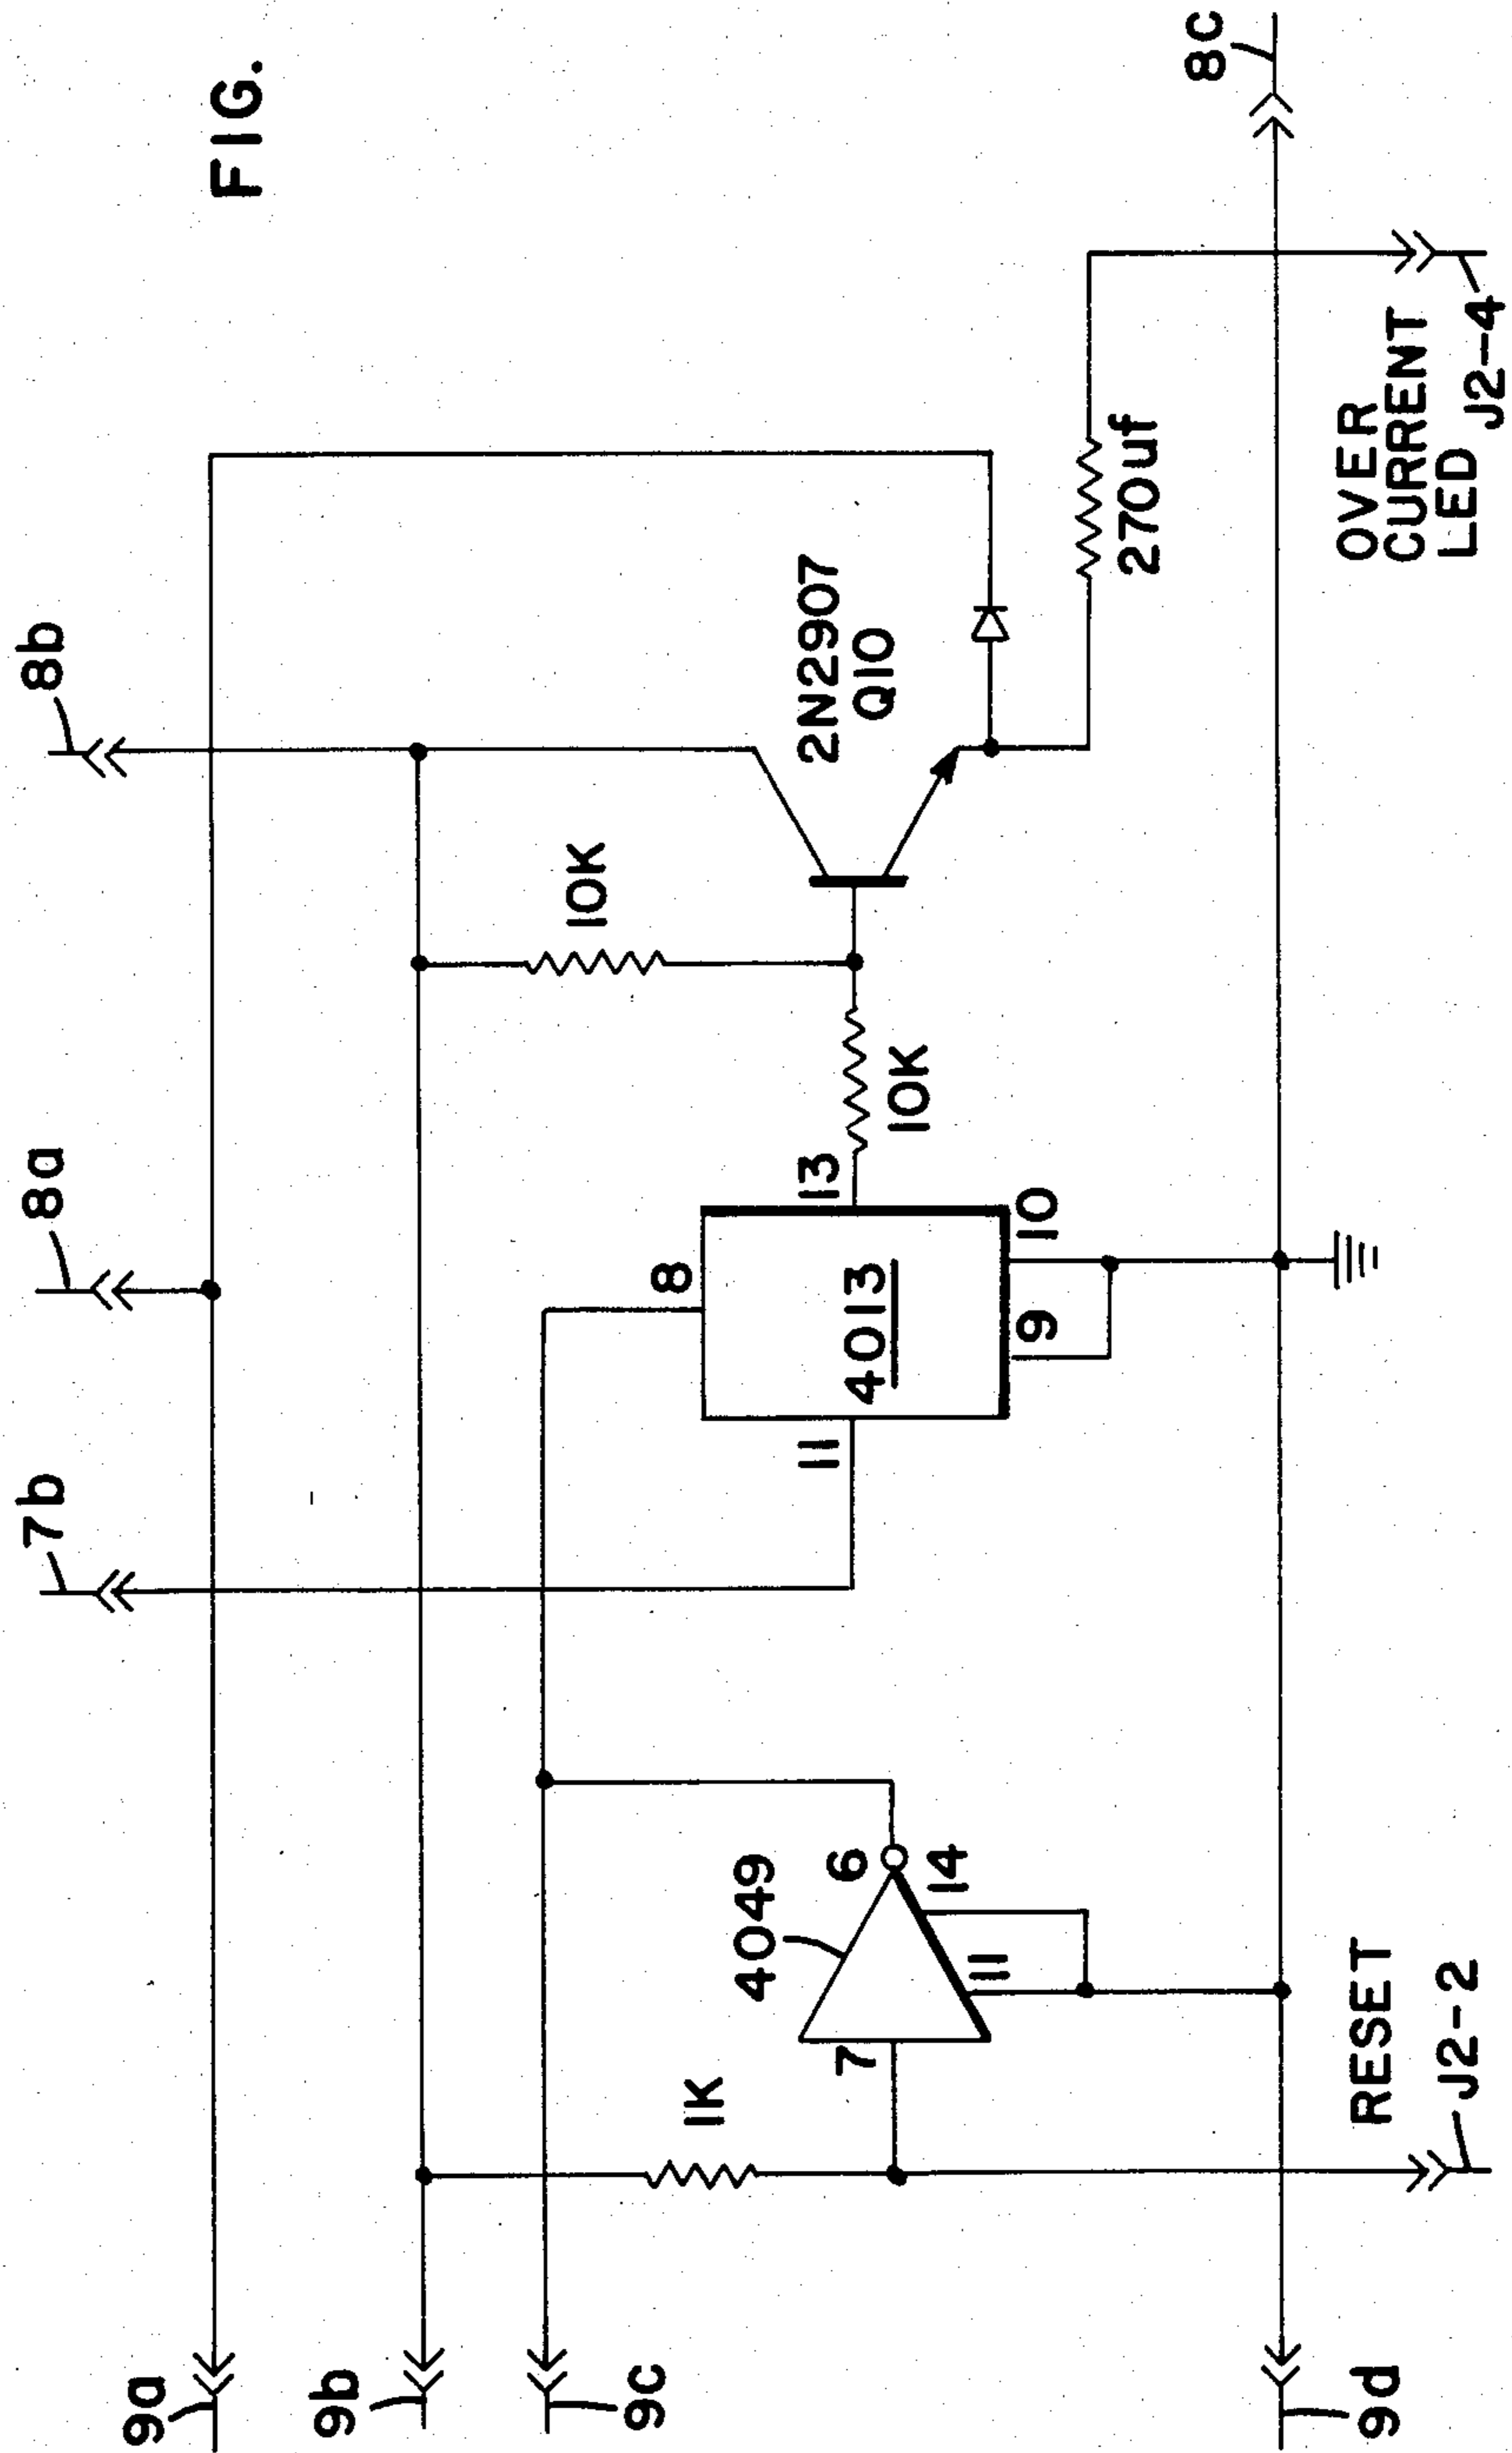 FIG.
8b
8a
7b
9a
9b
9c
9d
8c
10K
2N2907
Q10
8
13
10K
4013
11
9
10
270uf
4049
6
14
7
11
1K
OVER
CURRENT
LED J2-4
RESET
J2-2